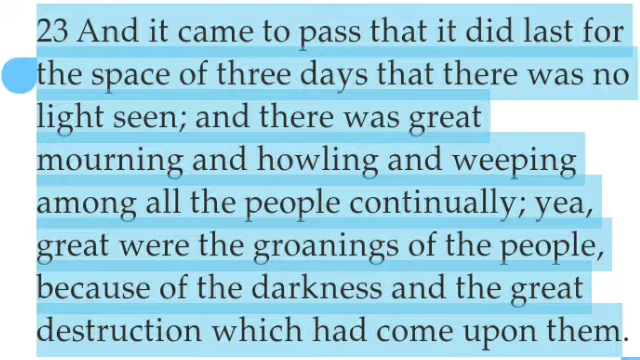 23 And it came to pass that it did last for
the space of three days that there was no
light seen; and there was great
mourning and howling and weeping
among all the people continually; yea,
great were the groanings of the people,
because of the darkness and the great
destruction which had come upon them.